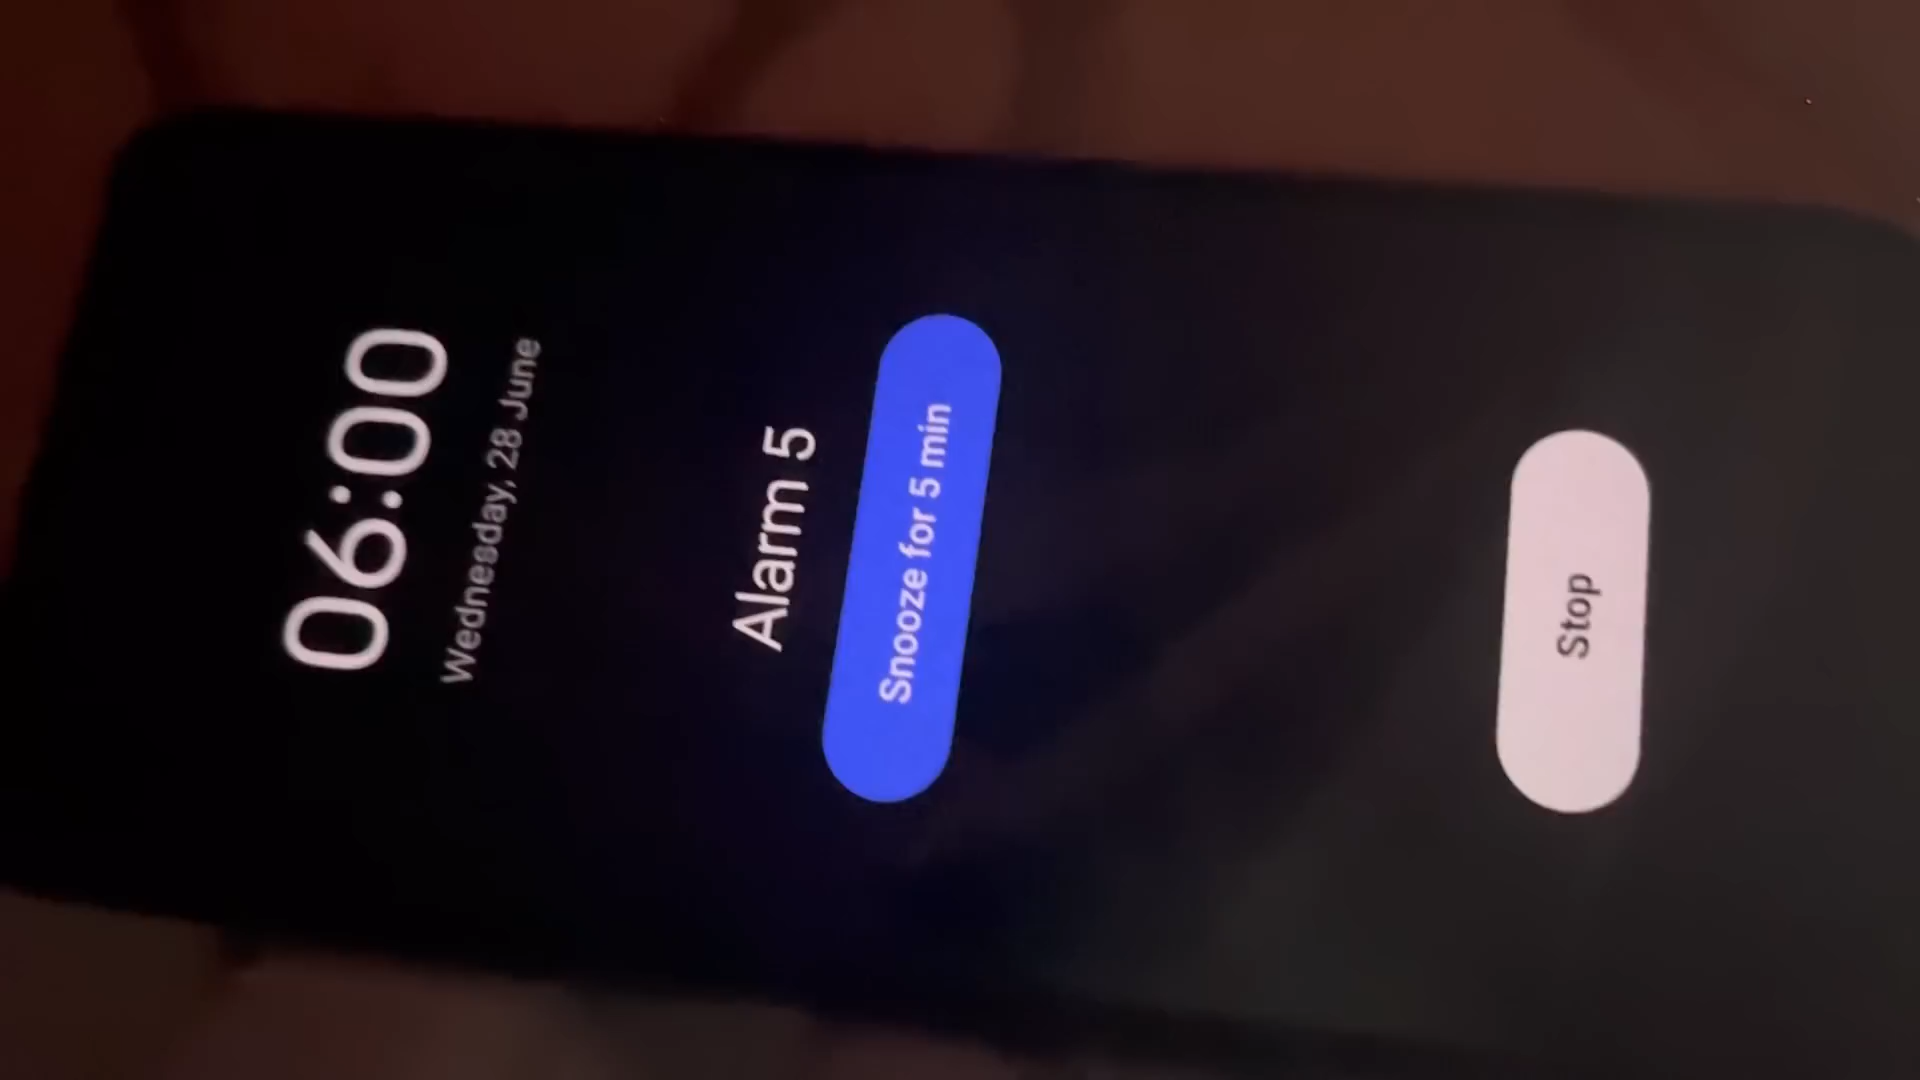 06:00
Wednesday, 28 June
Alarm 5
Snooze for 5 min
Stop